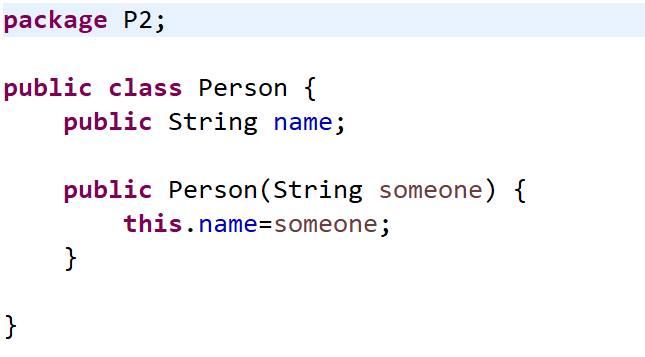 package P2;
public class Person {
    public String name;
    public Person(String someone) {
        this.name=someone;
    }
}